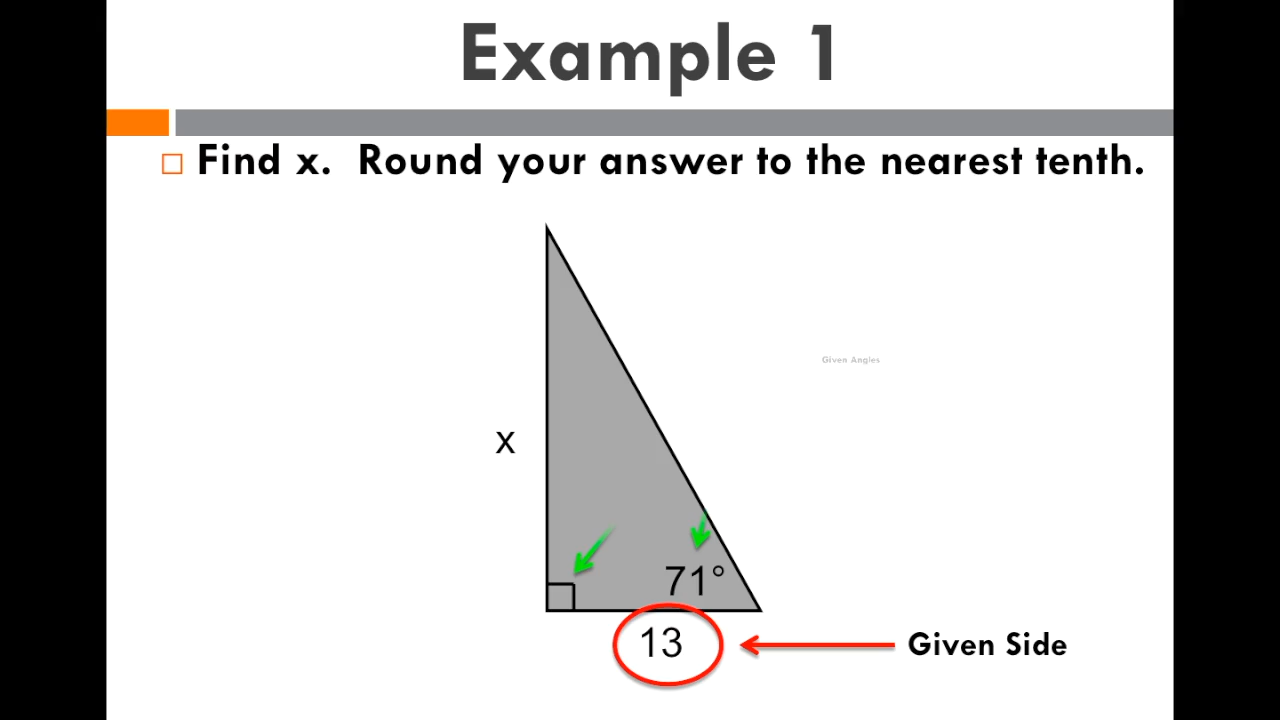 Example 1
Find x. Round your answer to the nearest tenth.
Given Angles
x
71°
13
Given Side